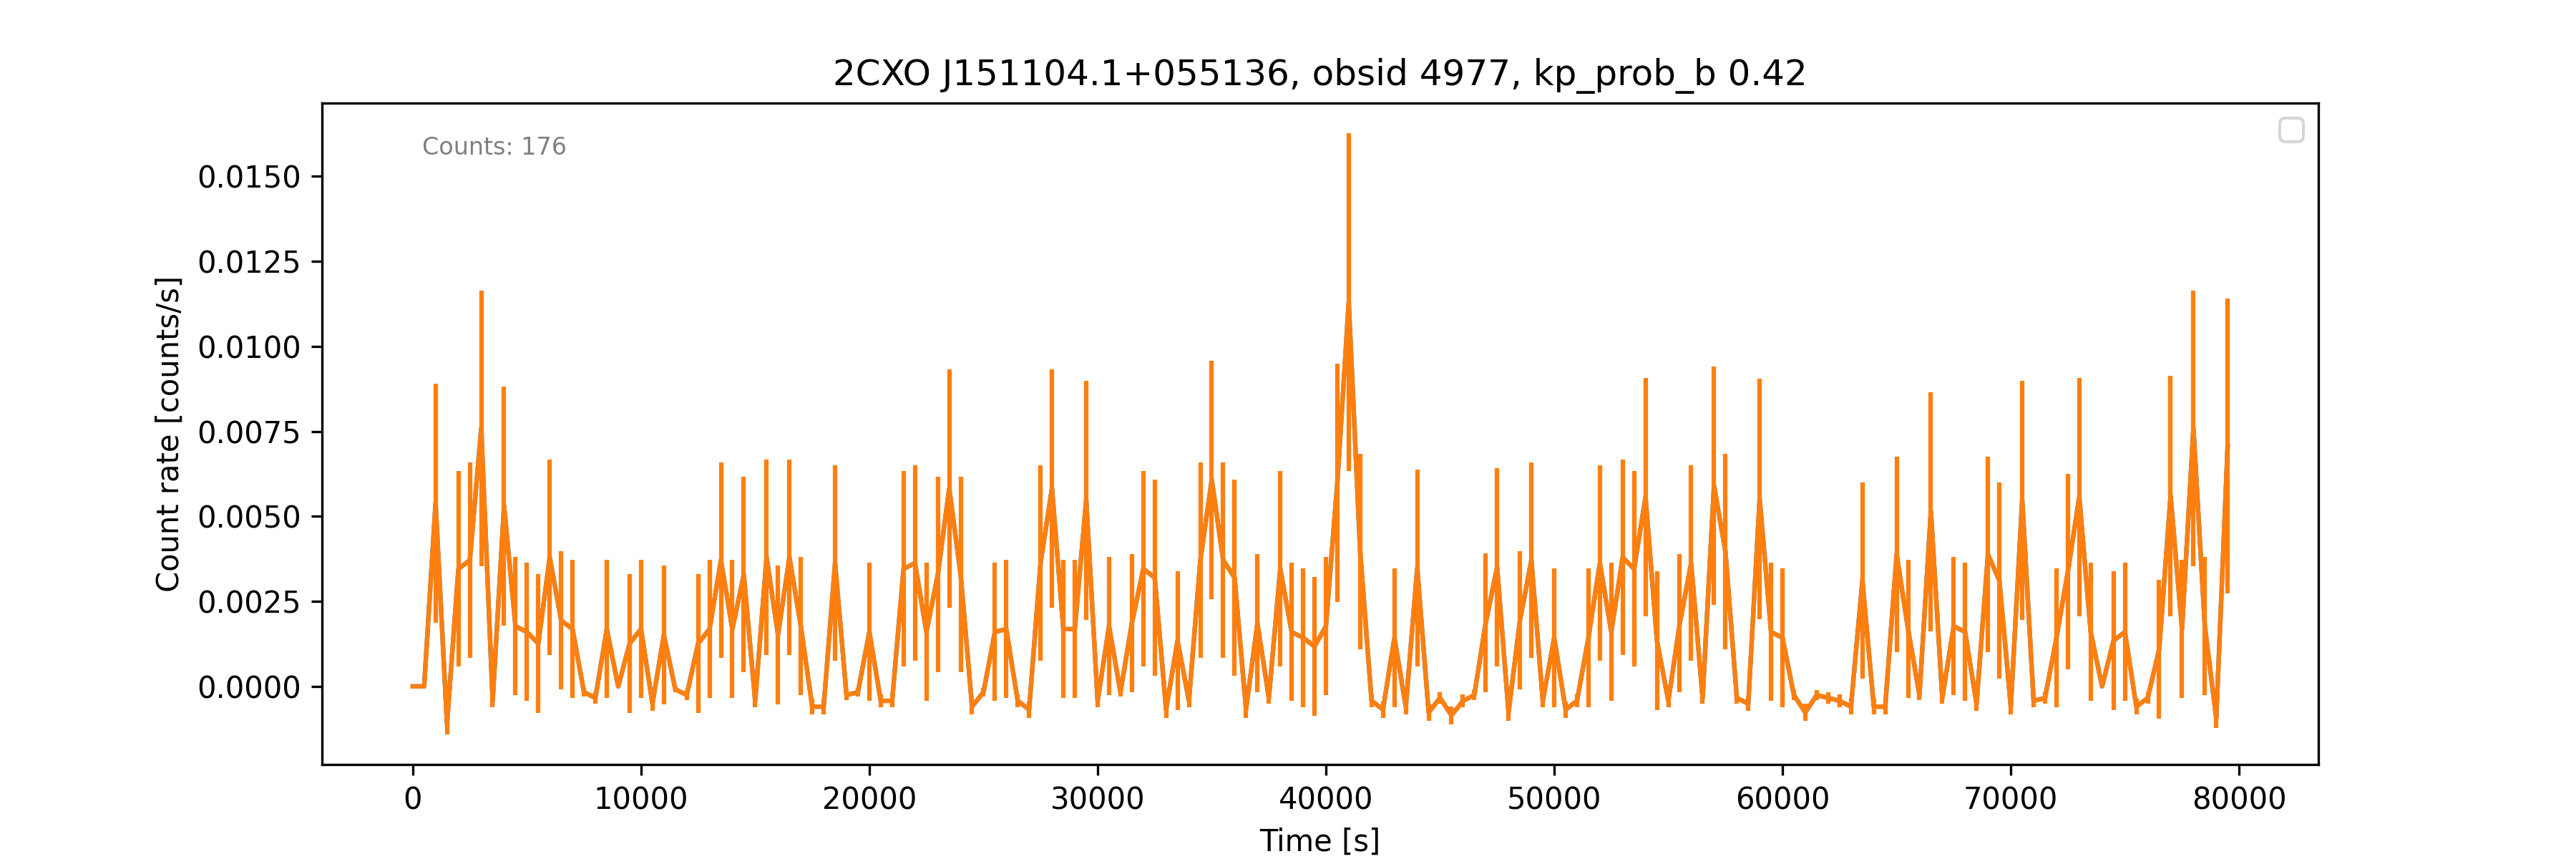 2CXO J151104.1+055136, obsid 4977, kp_prob_b 0.42
Counts: 176
0.0150
0.0125
0.0100
0.0075
0.0050
0.0025
0.0000
Count rate [counts/s]
0 10000 20000 30000 40000 50000 60000 70000 80000
Time [s]